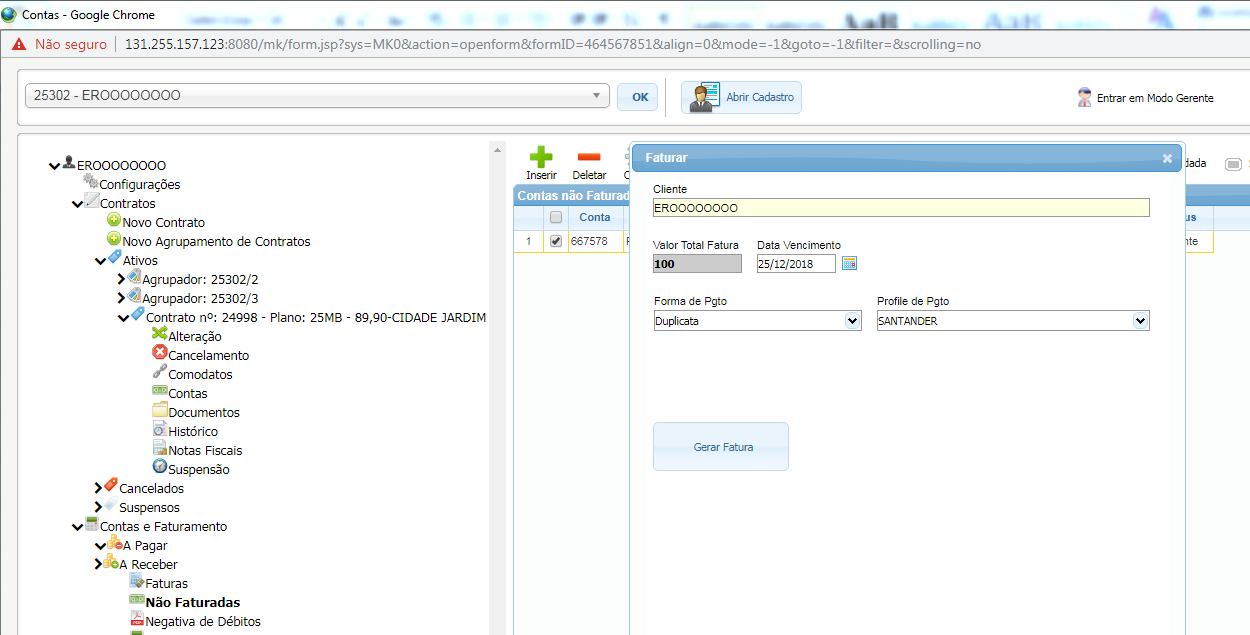 Contas - Google Chrome
Não seguro | 131.255.157.123:8080/mk/form.jsp?sys=MK0&action=openform&formID=464567851&align=0&mode=-1&goto=-1&filter=&scrolling=no
25302 - EROOOOOOOO
OK
Abrir Cadastro
Entrar em Modo Gerente
EROOOOOOOO
Configurações
Contratos
Novo Contrato
Novo Agrupamento de Contratos
Ativos
Agrupador: 25302/2
Agrupador: 25302/3
Contrato nº: 24998 - Plano: 25MB - 89,90-CIDADE JARDIM
Alteração
Cancelamento
Comodatos
Contas
Documentos
Histórico
Notas Fiscais
Suspensão
Cancelados
Suspensos
Contas e Faturamento
A Pagar
A Receber
Faturas
Não Faturadas
Negativa de Débitos
Inserir
Deletar
Contas não Faturad
Conta
1 667578
Faturar
Cliente
EROOOOOOOO
Valor Total Fatura Data Vencimento
100 25/12/2018
Forma de Pgto Profile de Pgto
Duplicata SANTANDER
Gerar Fatura
dada
us
nte